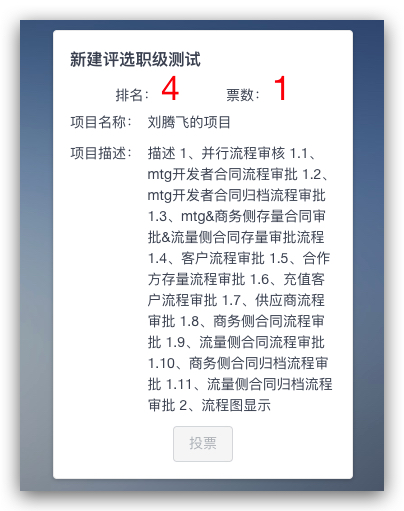 新建评选职级测试
排名： 4 票数： 1
项目名称： 刘腾飞的项目
项目描述： 描述 1、并行流程审核 1.1、
mtg开发者合同流程审批 1.2、
mtg开发者合同归档流程审批
1.3、mtg&商务侧存量合同审
批&流量侧合同存量审批流程
1.4、客户流程审批 1.5、合作
方存量流程审批 1.6、充值客
户流程审批 1.7、供应商流程
审批 1.8、商务侧合同流程审
批 1.9、流量侧合同流程审批
1.10、商务侧合同归档流程审
批 1.11、流量侧合同归档流程
审批 2、流程图显示
投票